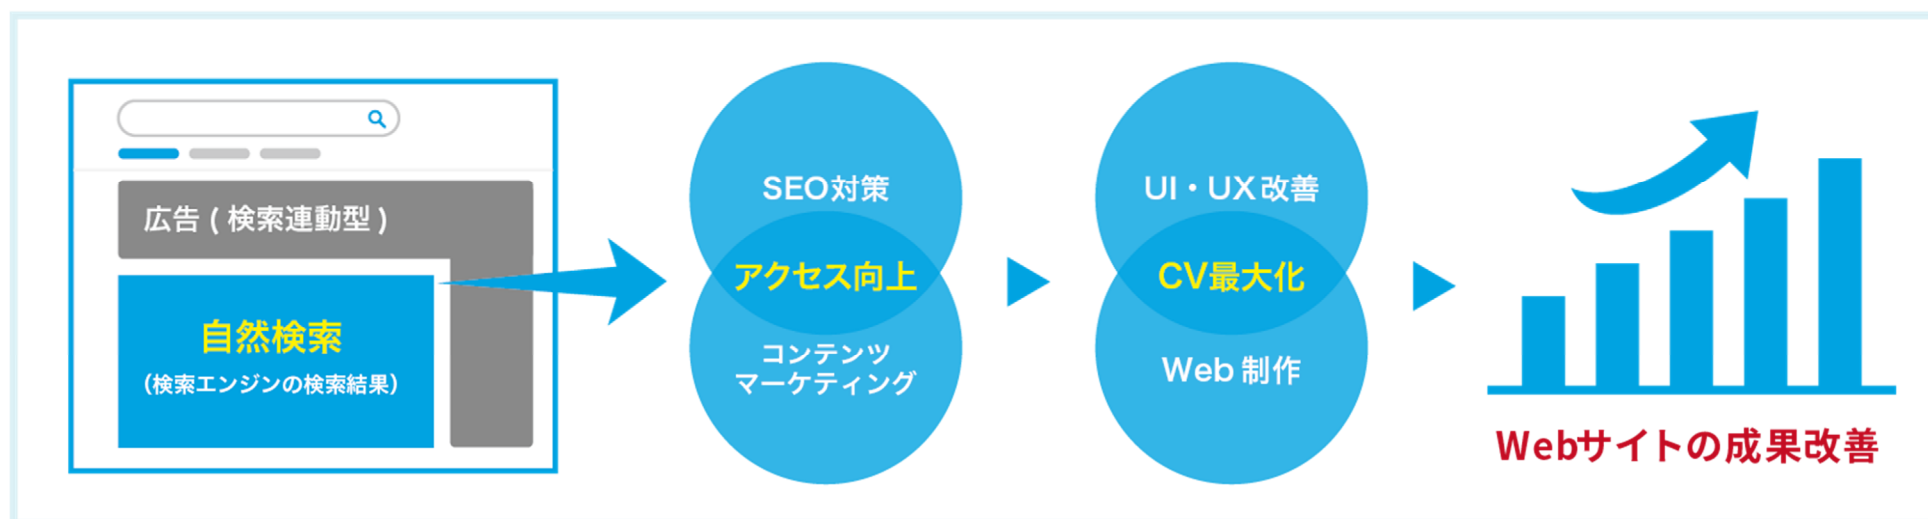 広告 ( 検索連動型 )
自然検索
（検索エンジンの検索結果）
SEO対策
アクセス向上
コンテンツ
マーケティング
UI・UX改善
CV最大化
Web 制作
Webサイトの成果改善